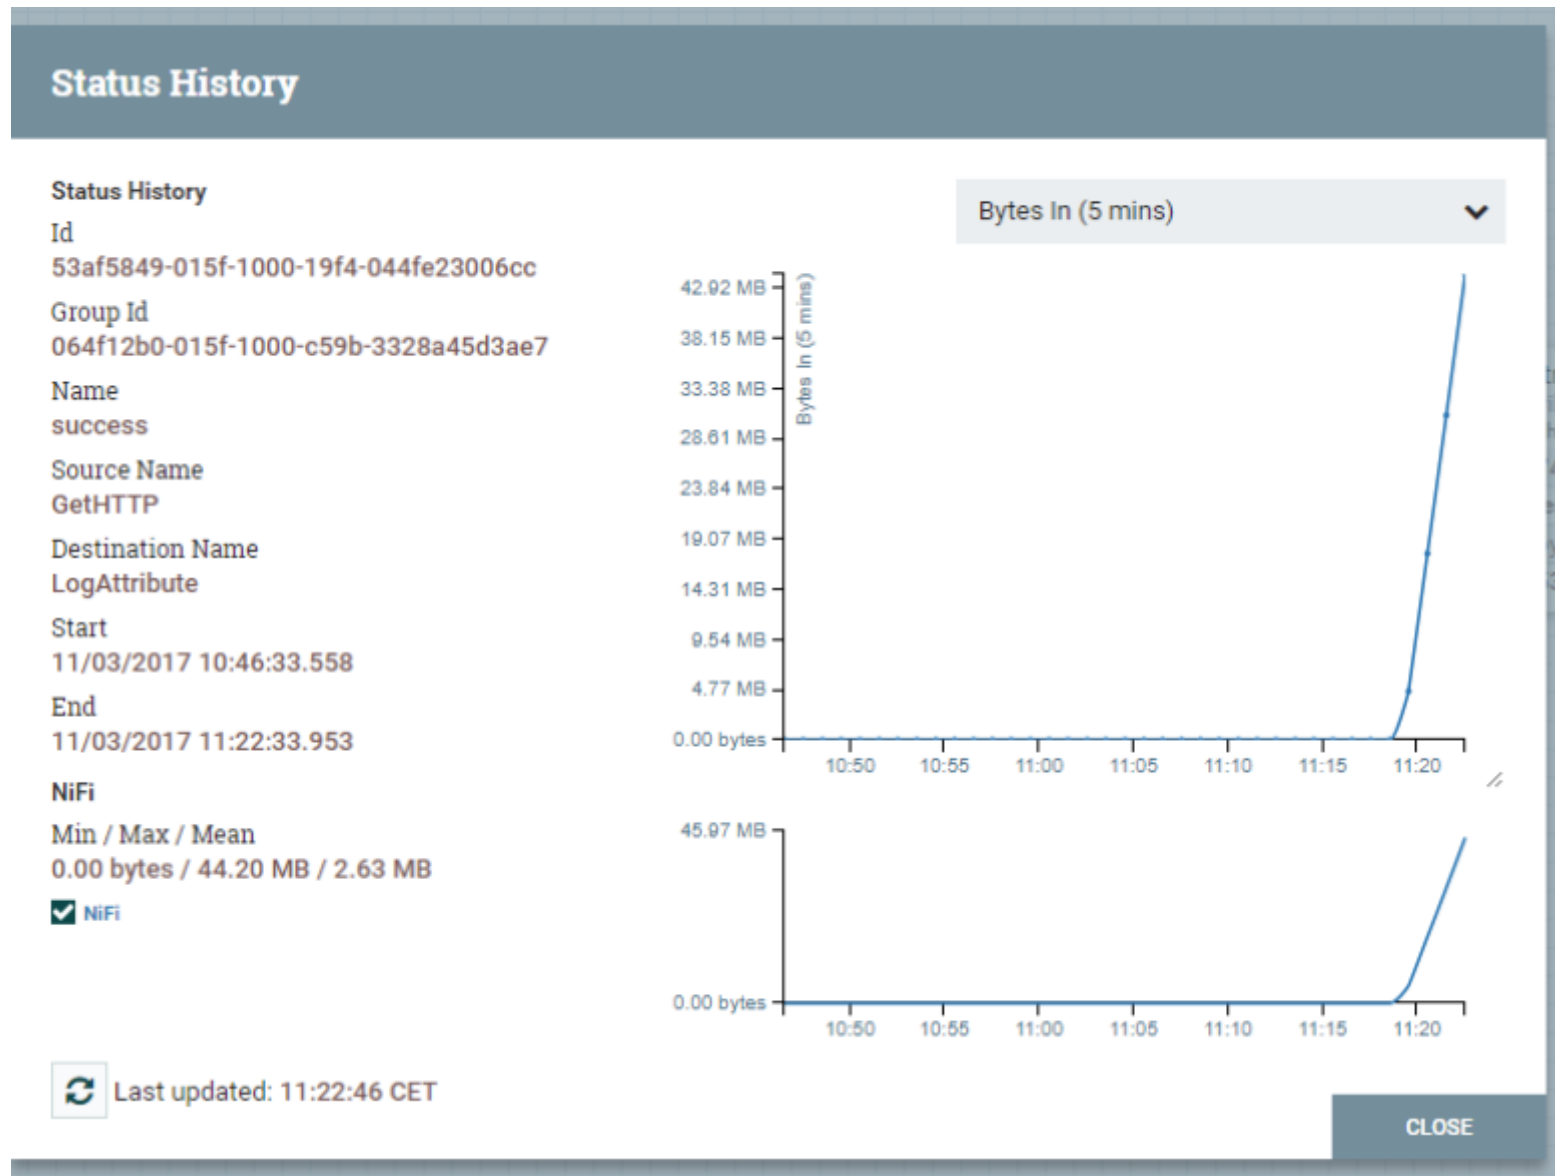 Status History
Status History
Id
53af5849-015f-1000-19f4-044fe23006cc
Group Id
064f12b0-015f-1000-c59b-3328a45d3ae7
Name
success
Source Name
GetHTTP
Destination Name
LogAttribute
Start
11/03/2017 10:46:33.558
End
11/03/2017 11:22:33.953
NiFi
Min / Max / Mean
0.00 bytes / 44.20 MB / 2.63 MB
NiFi
Last updated: 11:22:46 CET
Bytes In (5 mins)
Bytes In (5 mins)
42.92 MB
38.15 MB
33.38 MB
28.61 MB
23.84 MB
19.07 MB
14.31 MB
9.54 MB
4.77 MB
0.00 bytes
10:50 10:55 11:00 11:05 11:10 11:15 11:20
45.97 MB
0.00 bytes
10:50 10:55 11:00 11:05 11:10 11:15 11:20
CLOSE